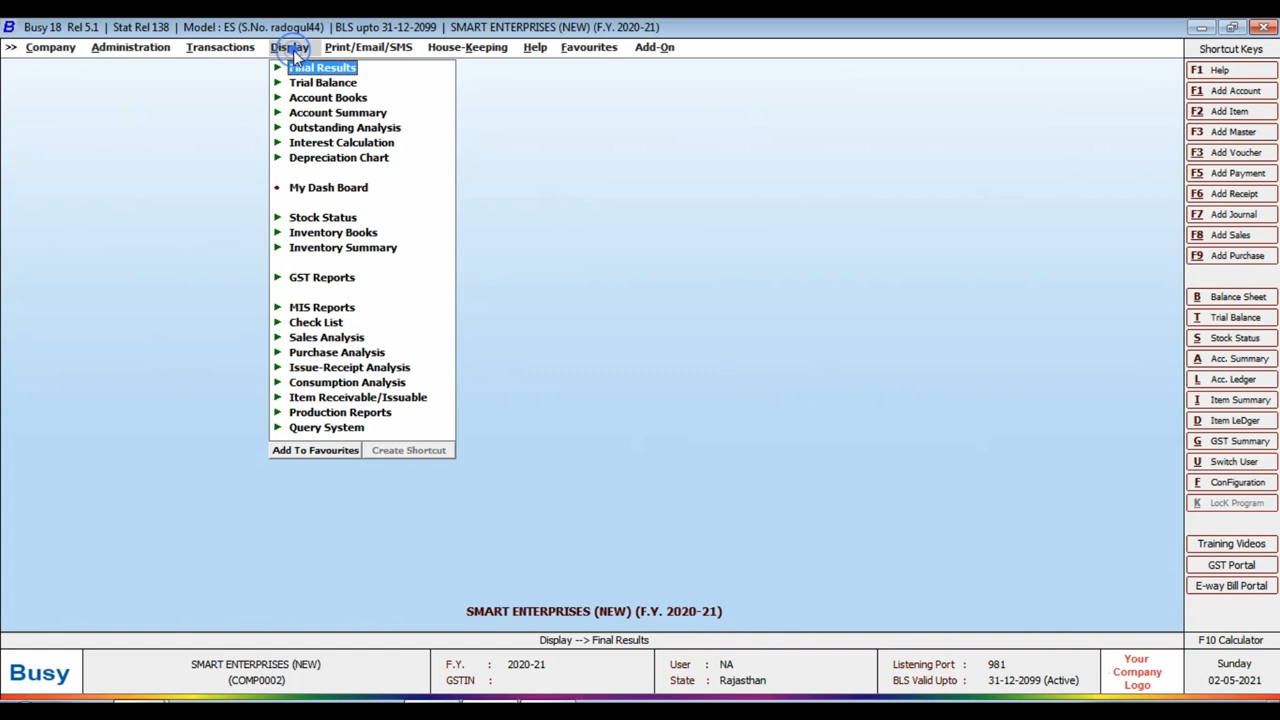 B Busy 18 Rel 5.1 | Stat Rel 138 | Model : ES (S.No. radogul44) | BLS upto 31-12-2099 | SMART ENTERPRISES (NEW) (F.Y. 2020-21)
>> Company Administration Transactions Display Print/Email/SMS House-Keeping Help Favourites Add-On
Final Results
Trial Balance
Account Books
Account Summary
Outstanding Analysis
Interest Calculation
Depreciation Chart
My Dash Board
Stock Status
Inventory Books
Inventory Summary
GST Reports
MIS Reports
Check List
Sales Analysis
Purchase Analysis
Issue-Receipt Analysis
Consumption Analysis
Item Receivable/Issuable
Production Reports
Query System
Add To Favourites Create Shortcut
Shortcut Keys
F1 Help
F1 Add Account
F2 Add Item
F3 Add Master
F3 Add Voucher
F5 Add Payment
F6 Add Receipt
F7 Add Journal
F8 Add Sales
F9 Add Purchase
B Balance Sheet
T Trial Balance
S Stock Status
A Acc. Summary
L Acc. Ledger
I Item Summary
D Item LeDger
G GST Summary
U Switch User
F ConFiguration
K LocK Program
Training Videos
GST Portal
E-way Bill Portal
SMART ENTERPRISES (NEW) (F.Y. 2020-21)
Display --> Final Results
F10 Calculator
Busy
SMART ENTERPRISES (NEW)
(COMP0002)
F.Y. : 2020-21
GSTIN :
User : NA
State : Rajasthan
Listening Port : 981
BLS Valid Upto : 31-12-2099 (Active)
Your
Company
Logo
Sunday
02-05-2021